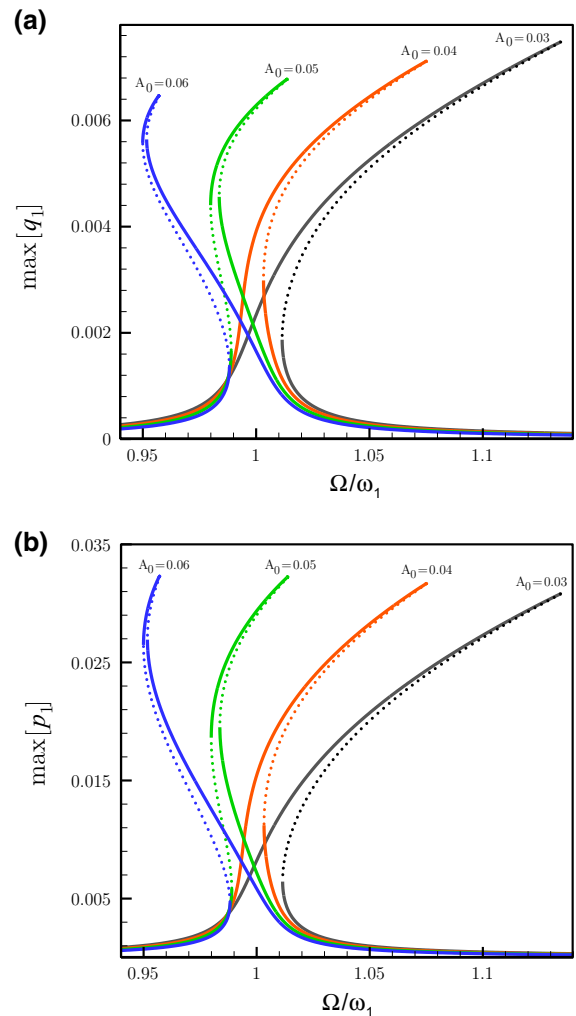 (a)
A₀=0.03
A₀=0.04
A₀=0.05
A₀=0.06
0.006
0.004
0.002
0
max[q₁]
0.95
1
1.05
1.1
Ω/ω₁
(b)
0.035
A₀=0.06
A₀=0.05
A₀=0.04
A₀=0.03
0.025
0.015
0.005
max[p₁]
0.95
1
1.05
1.1
Ω/ω₁